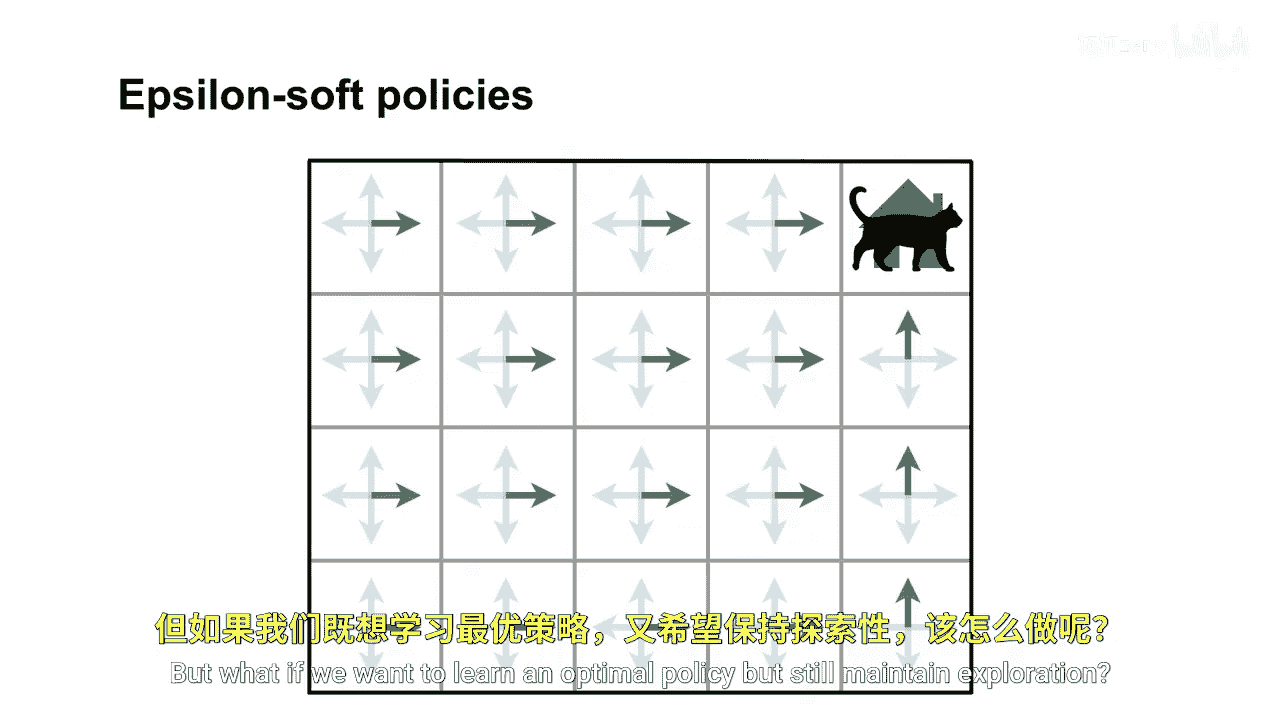 Epsilon-soft policies
但如果我们既想学习最优策略，又希望保持探索性，该怎么做呢？
But what if we want to learn an optimal policy but still maintain exploration?